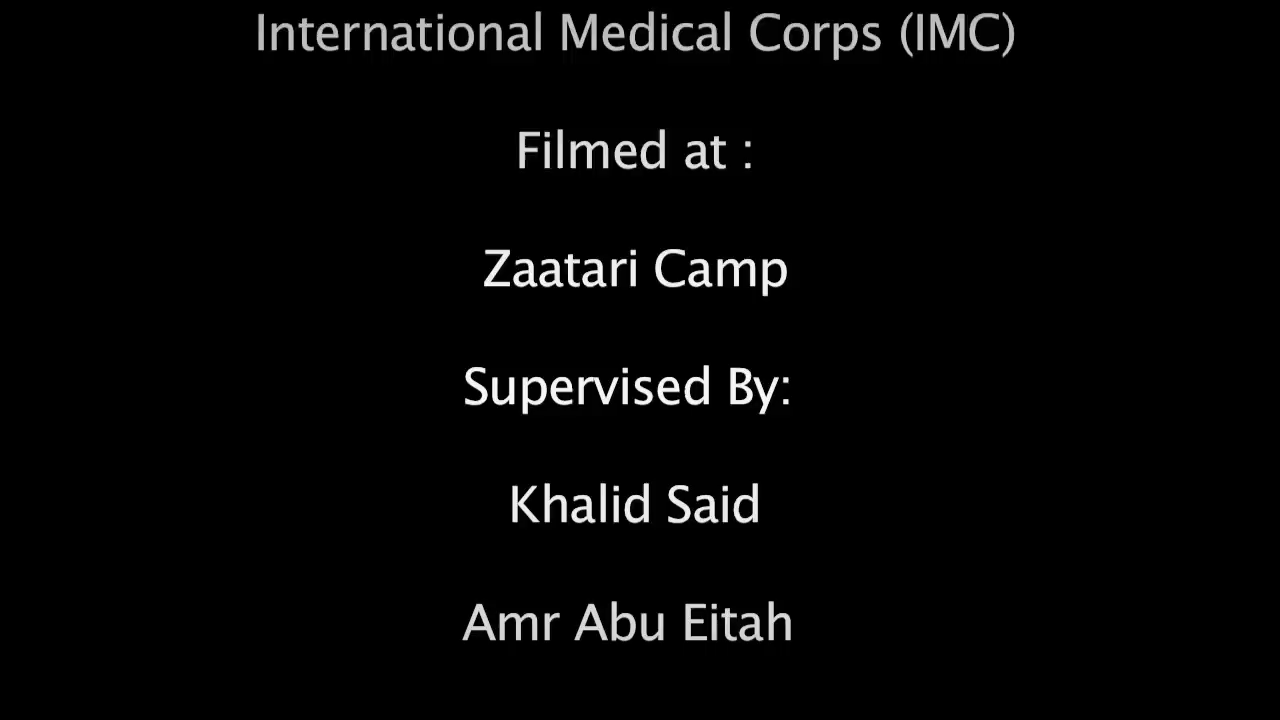 International Medical Corps (IMC)
Filmed at :
Zaatari Camp
Supervised By:
Khalid Said
Amr Abu Eitah